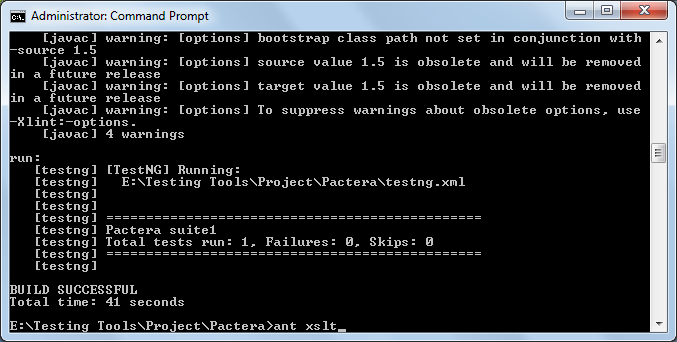 Administrator: Command Prompt
[javac] warning: [options] bootstrap class path not set in conjunction with
-source 1.5
[javac] warning: [options] source value 1.5 is obsolete and will be removed
in a future release
[javac] warning: [options] target value 1.5 is obsolete and will be removed
in a future release
[javac] warning: [options] To suppress warnings about obsolete options, use
-Xlint:-options.
[javac] 4 warnings
run:
[testng] [TestNG] Running:
[testng]   E:\Testing Tools\Project\Pactera\testng.xml
[testng]
[testng]
[testng] ===============================================
[testng] Pactera suite1
[testng] Total tests run: 1, Failures: 0, Skips: 0
[testng] ===============================================
[testng]
BUILD SUCCESSFUL
Total time: 41 seconds
E:\Testing Tools\Project\Pactera>ant xslt_